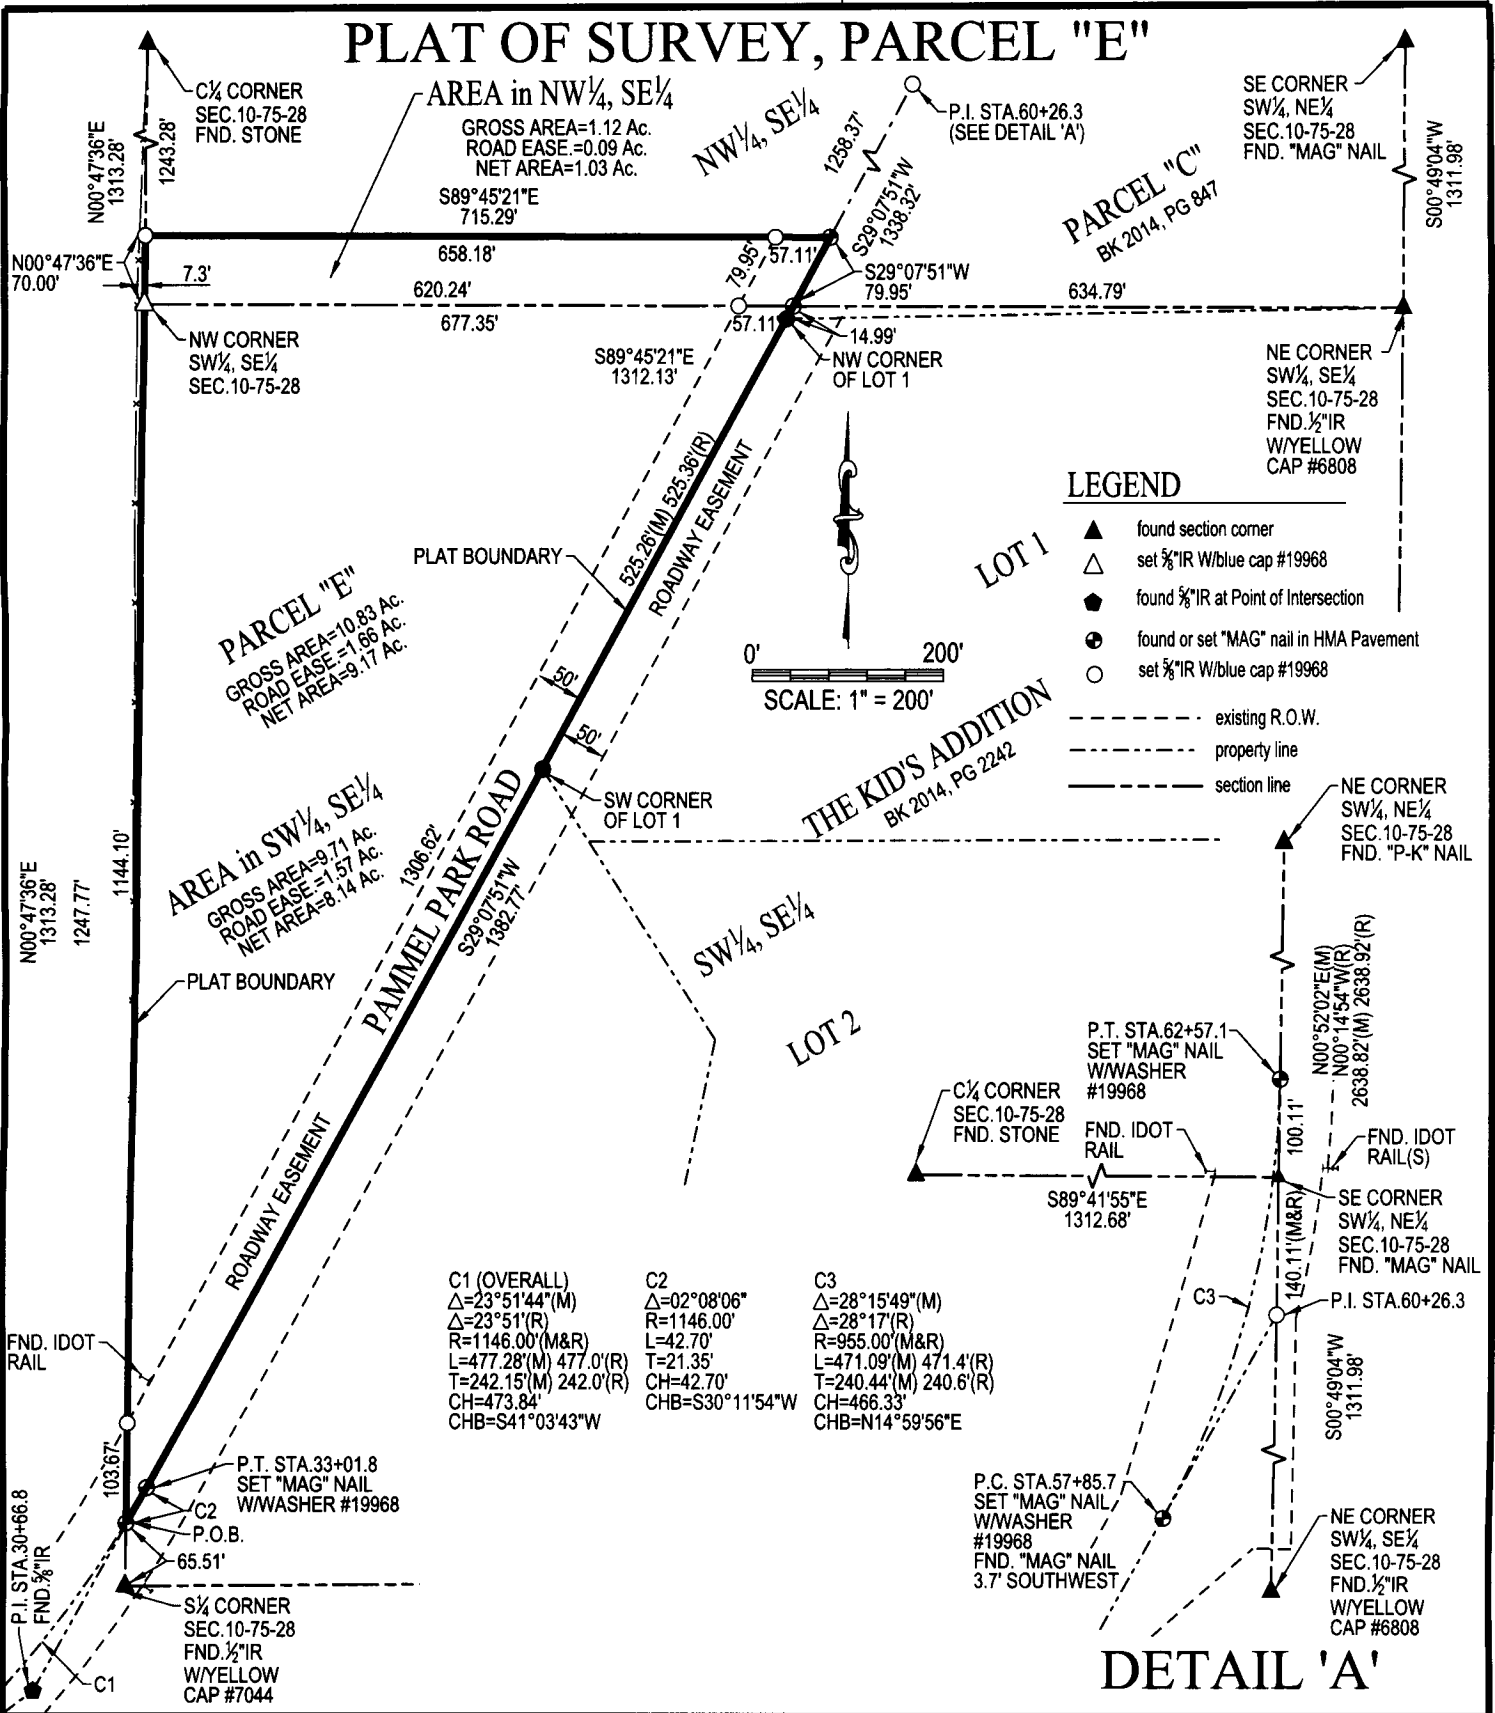 PLAT OF SURVEY, PARCEL "E"
C¼ CORNER
SEC.10-75-28
FND. STONE
N00°47'36"E
1313.28'
1243.28'
AREA in NW¼, SE¼
GROSS AREA=1.12 Ac.
ROAD EASE.=0.09 Ac.
NET AREA=1.03 Ac.
S89°45'21"E
715.29'
NW¼, SE¼
1258.37'
P.I. STA.60+26.3
(SEE DETAIL 'A')
S29°07'51"W
1338.32'
PARCEL "C"
BK 2014, PG 847
SE CORNER
SW¼, NE¼
SEC.10-75-28
FND. "MAG" NAIL
S00°49'04"W
1311.98'
N00°47'36"E
70.00'
7.3'
658.18'
79.95'
57.11'
S29°07'51"W
79.95'
620.24'
677.35'
57.11'
634.79'
14.99'
NW CORNER
OF LOT 1
NW CORNER
SW¼, SE¼
SEC.10-75-28
S89°45'21"E
1312.13'
NE CORNER
SW¼, SE¼
SEC.10-75-28
FND.½"IR
W/YELLOW
CAP #6808
525.26'(M) 525.36'(R)
ROADWAY EASEMENT
PLAT BOUNDARY
LEGEND
found section corner
set ⅝"IR W/blue cap #19968
found ⅝"IR at Point of Intersection
found or set "MAG" nail in HMA Pavement
set ⅝"IR W/blue cap #19968
existing R.O.W.
property line
section line
LOT 1
0' 200'
SCALE: 1" = 200'
PARCEL "E"
GROSS AREA=10.83 Ac.
ROAD EASE.=1.66 Ac.
NET AREA=9.17 Ac.
50'
50'
SW CORNER
OF LOT 1
THE KID'S ADDITION
BK 2014, PG 2242
AREA in SW¼, SE¼
GROSS AREA=9.71 Ac.
ROAD EASE.=1.57 Ac.
NET AREA=8.14 Ac.
1306.62'
PAMMEL PARK ROAD
S29°07'51"W
1382.77'
N00°47'36"E
1313.28'
1247.77'
1144.10'
PLAT BOUNDARY
SW¼, SE¼
LOT 2
ROADWAY EASEMENT
NE CORNER
SW¼, NE¼
SEC.10-75-28
FND. "P-K" NAIL
N00°52'02"E(M)
N00°14'54"W(R)
2638.82'(M) 2638.92'(R)
P.T. STA.62+57.1
SET "MAG" NAIL
W/WASHER
#19968
C¼ CORNER
SEC.10-75-28
FND. STONE
FND. IDOT
RAIL
100.11'
FND. IDOT
RAIL(S)
S89°41'55"E
1312.68'
SE CORNER
SW¼, NE¼
SEC.10-75-28
FND. "MAG" NAIL
140.11'(M&R)
C3
P.I. STA.60+26.3
S00°49'04"W
1311.98'
C1 (OVERALL)
△=23°51'44"(M)
△=23°51'(R)
R=1146.00'(M&R)
L=477.28'(M) 477.0'(R)
T=242.15'(M) 242.0'(R)
CH=473.84'
CHB=S41°03'43"W
C2
△=02°08'06"
R=1146.00'
L=42.70'
T=21.35'
CH=42.70'
CHB=S30°11'54"W
C3
△=28°15'49"(M)
△=28°17'(R)
R=955.00'(M&R)
L=471.09'(M) 471.4'(R)
T=240.44'(M) 240.6'(R)
CH=466.33'
CHB=N14°59'56"E
FND. IDOT
RAIL
103.67'
P.T. STA.33+01.8
SET "MAG" NAIL
W/WASHER #19968
C2
P.O.B.
65.51'
P.I. STA.30+66.8
FND.⅝"IR
S¼ CORNER
SEC.10-75-28
FND.½"IR
W/YELLOW
CAP #7044
C1
P.C. STA.57+85.7
SET "MAG" NAIL
W/WASHER
#19968
FND. "MAG" NAIL
3.7' SOUTHWEST
NE CORNER
SW¼, SE¼
SEC.10-75-28
FND.½"IR
W/YELLOW
CAP #6808
DETAIL 'A'